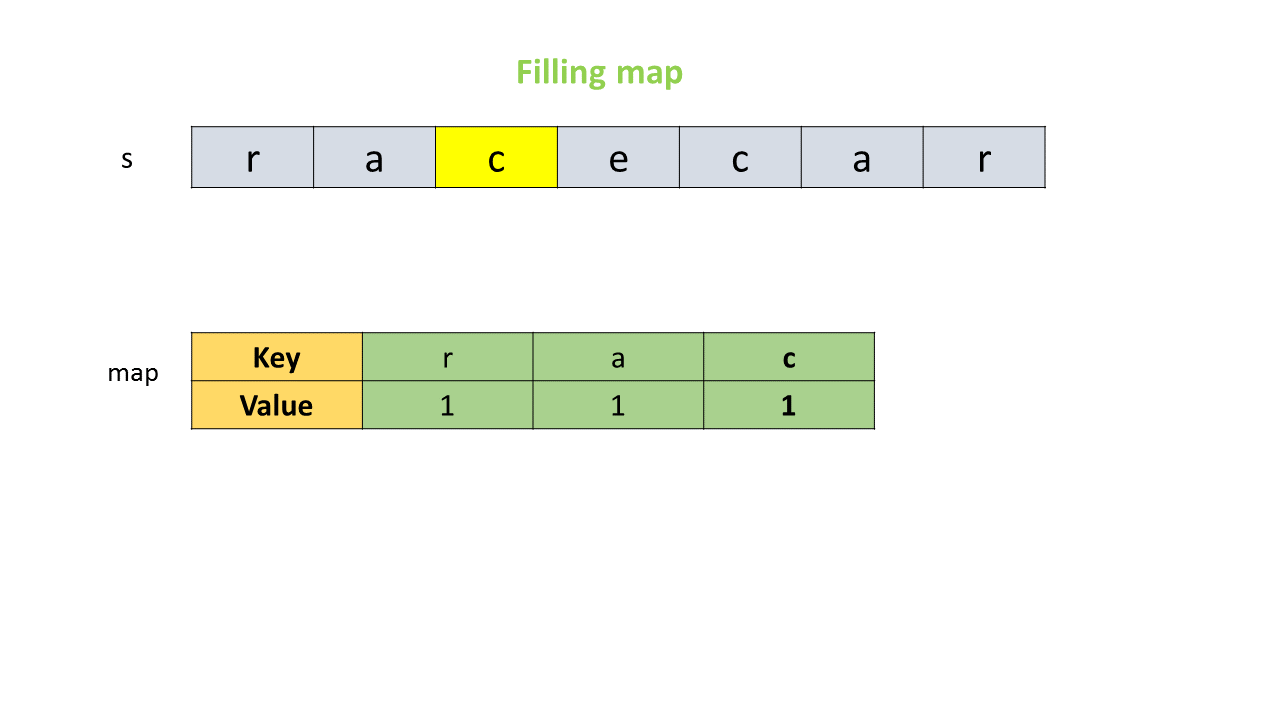 Filling map
s r a c e c a r
map
Key r a c
Value 1 1 1